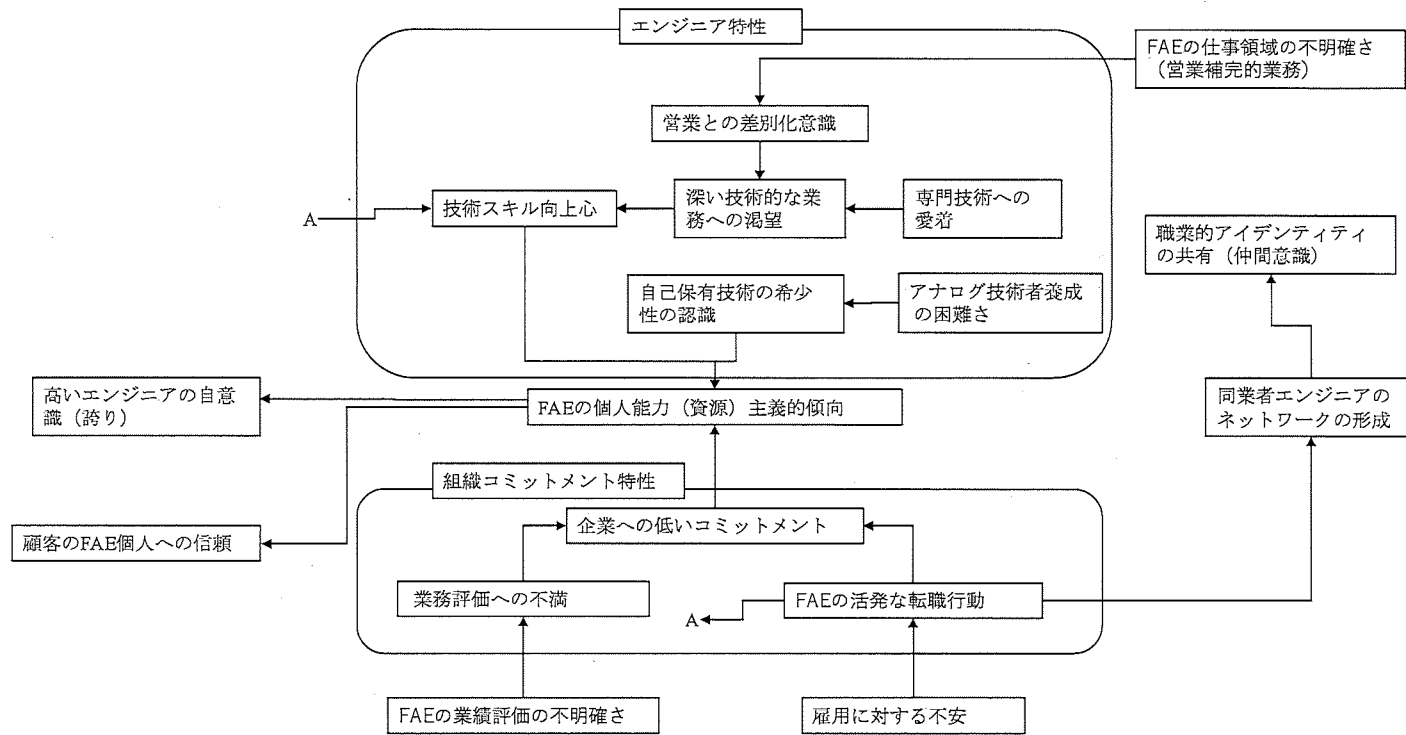 エンジニア特性
FAEの仕事領域の不明確さ
（営業補完的業務）
営業との差別化意識
A
技術スキル向上心
深い技術的な業
務への渇望
専門技術への
愛着
職業的アイデンティティ
の共有（仲間意識）
自己保有技術の希少
性の認識
アナログ技術者養成
の困難さ
高いエンジニアの自意
識（誇り）
FAEの個人能力（資源）主義的傾向
同業者エンジニアの
ネットワークの形成
組織コミットメント特性
企業への低いコミットメント
顧客のFAE個人への信頼
業務評価への不満
A
FAEの活発な転職行動
FAEの業績評価の不明確さ
雇用に対する不安